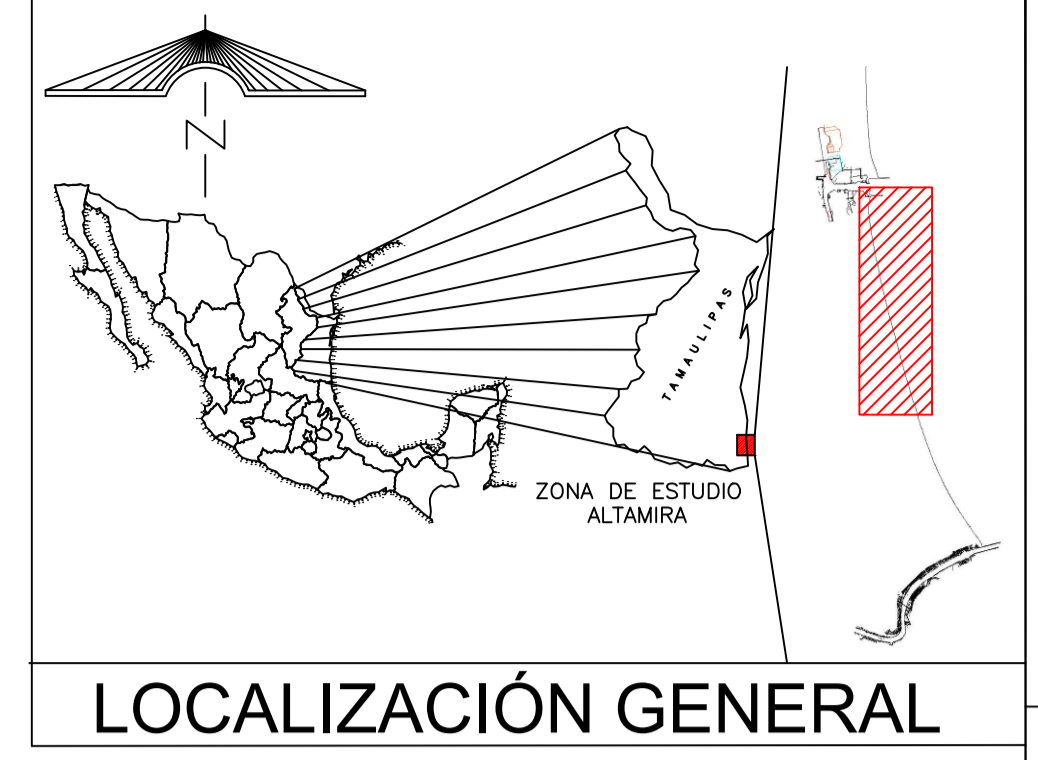 N
TAMAULIPAS
ZONA DE ESTUDIO
ALTAMIRA
LOCALIZACIÓN GENERAL